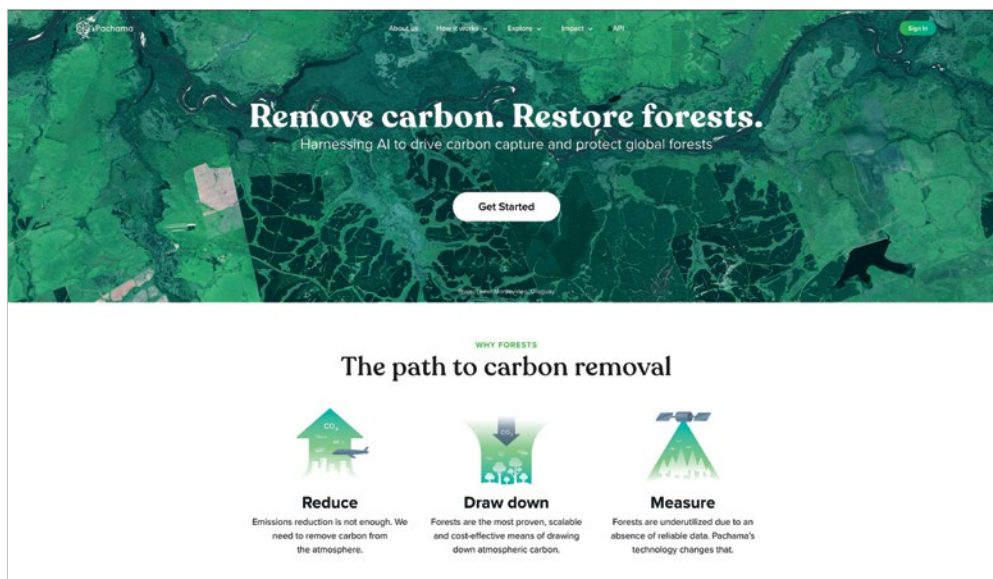 Pachama
About us How it works Explore Impact API
Sign In
Remove carbon. Restore forests.
Harnessing AI to drive carbon capture and protect global forests
Get Started
Uruguay
WHY FORESTS
The path to carbon removal
CO₂
CO₂
Reduce
Emissions reduction is not enough. We
need to remove carbon from
the atmosphere.
Draw down
Forests are the most proven, scalable
and cost-effective means of drawing
down atmospheric carbon.
Measure
Forests are underutilized due to an
absence of reliable data. Pachama's
technology changes that.